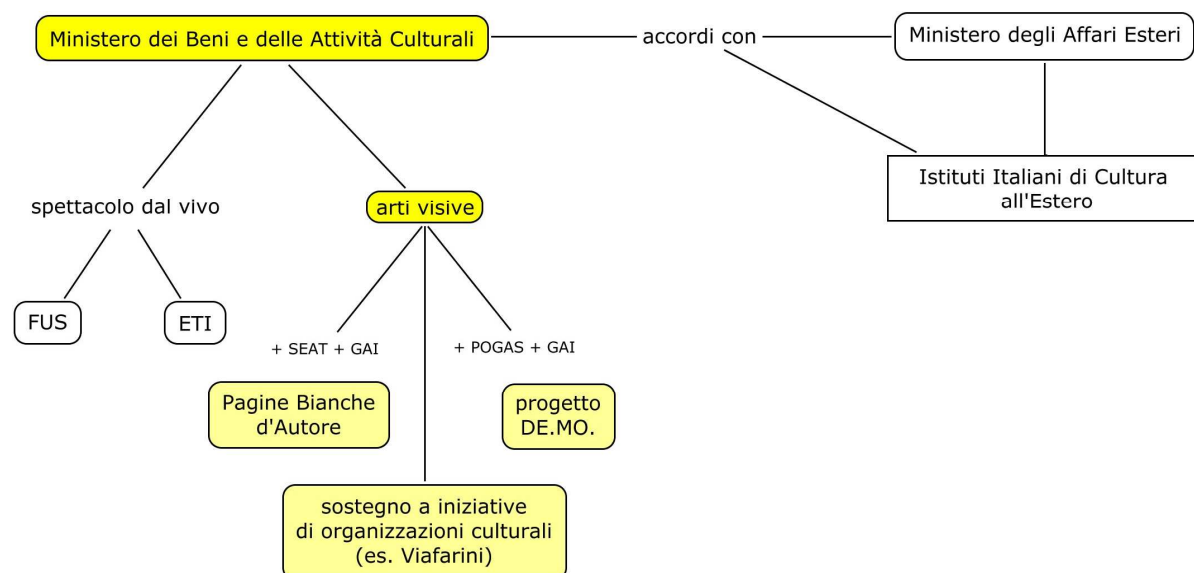 Ministero dei Beni e delle Attività Culturali
accordi con
Ministero degli Affari Esteri
Istituti Italiani di Cultura
all'Estero
spettacolo dal vivo
arti visive
FUS
ETI
+ SEAT + GAI
+ POGAS + GAI
Pagine Bianche
d'Autore
progetto
DE.MO.
sostegno a iniziative
di organizzazioni culturali
(es. Viafarini)